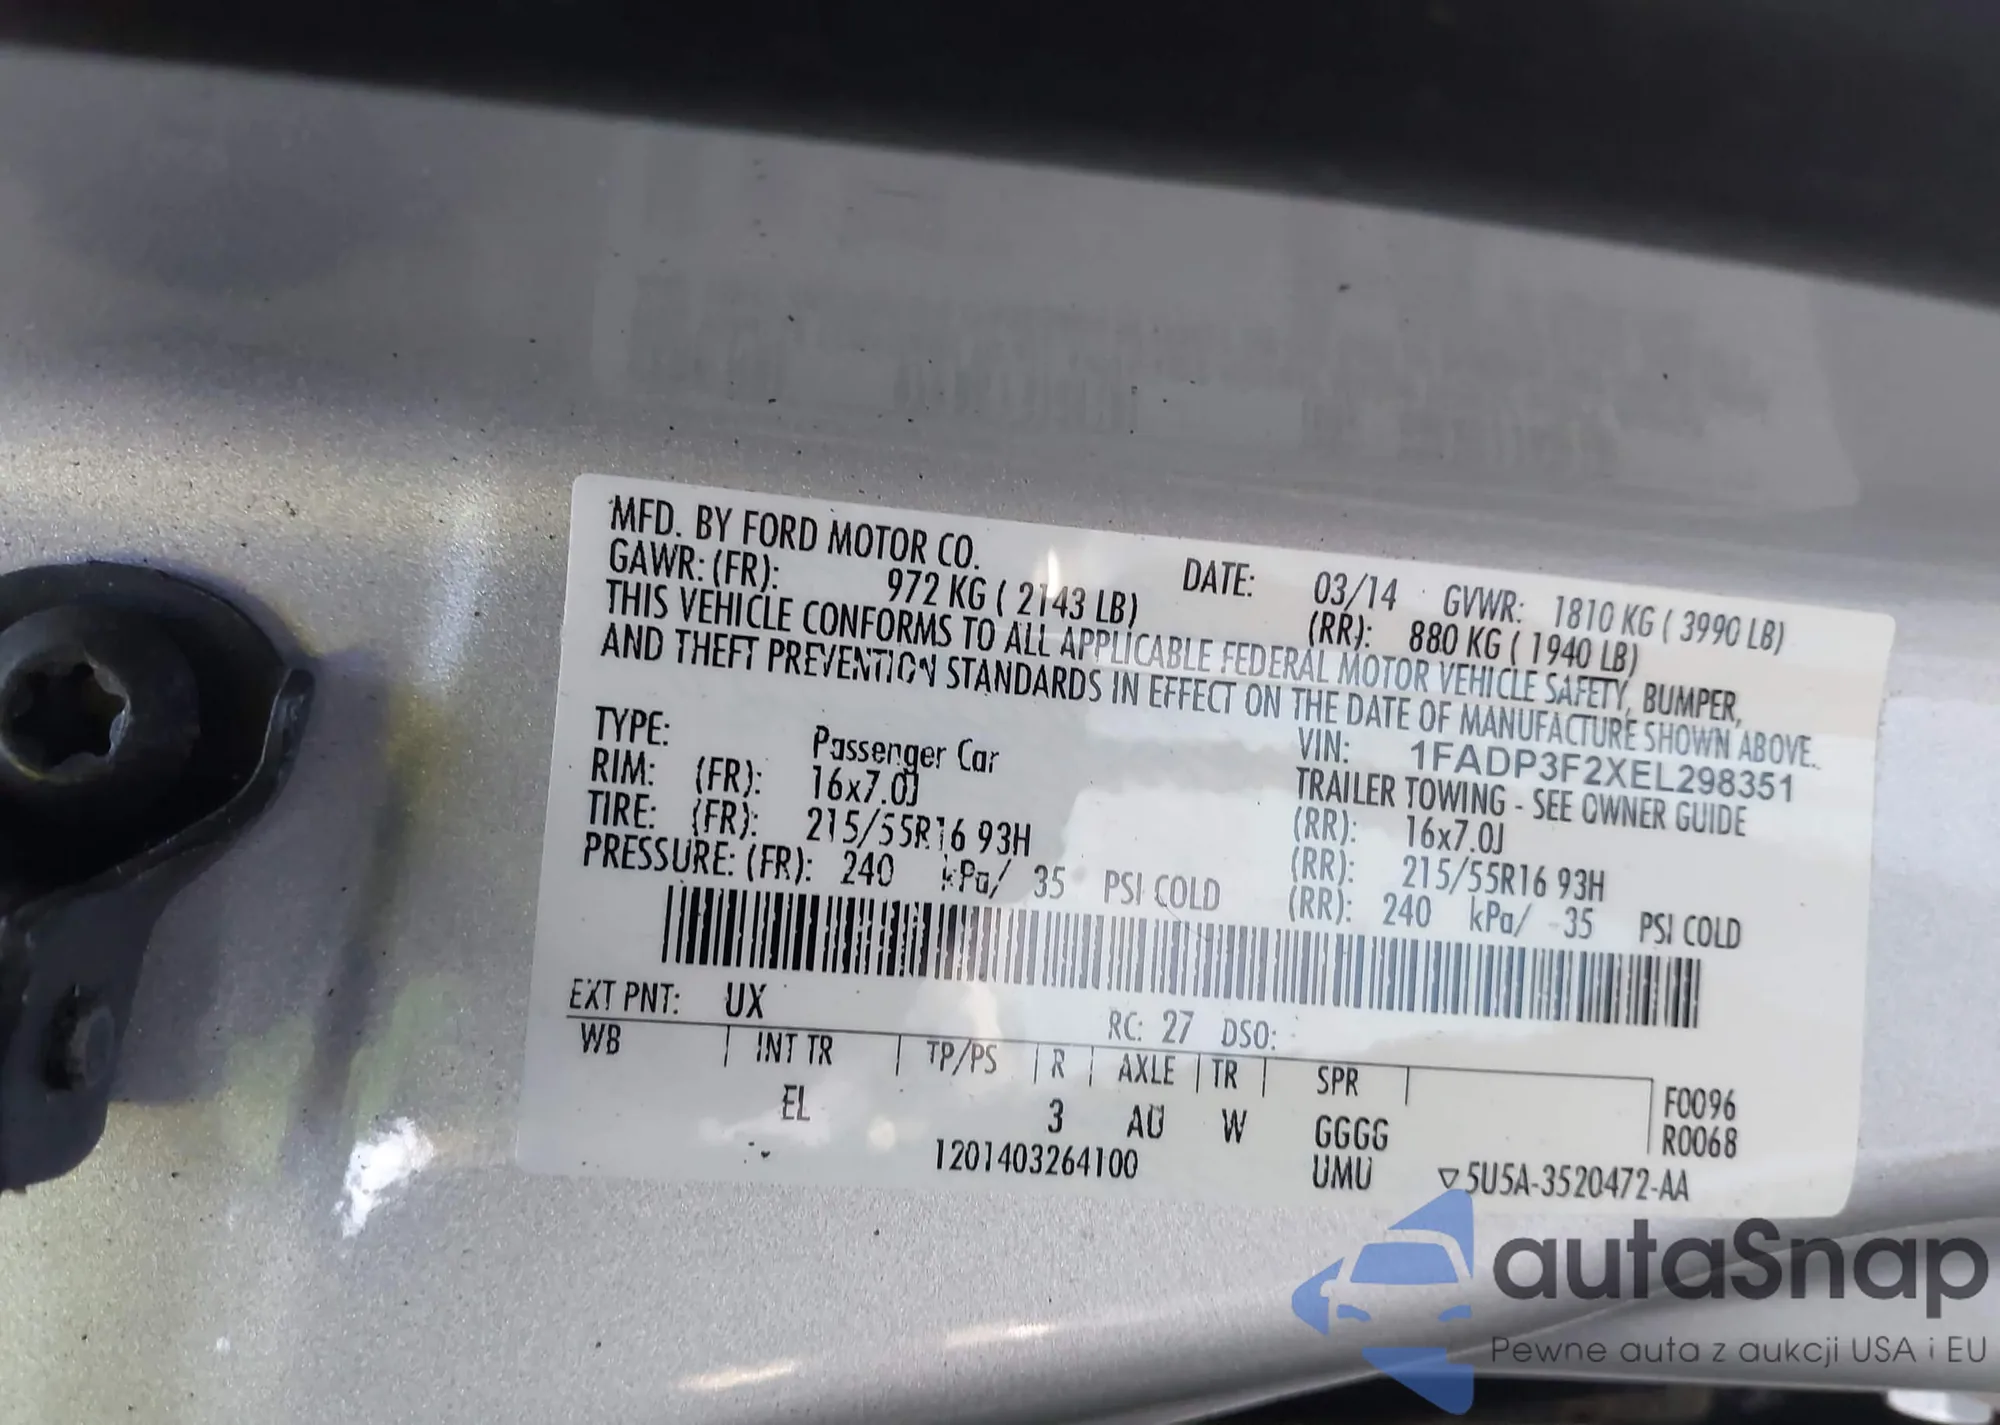 MFD. BY FORD MOTOR CO. DATE: 03/14 GVWR: 1810 KG ( 3990 LB)
GAWR: (FR): 972 KG ( 2143 LB) (RR): 880 KG ( 1940 LB)
THIS VEHICLE CONFORMS TO ALL APPLICABLE FEDERAL MOTOR VEHICLE SAFETY, BUMPER,
AND THEFT PREVENTION STANDARDS IN EFFECT ON THE DATE OF MANUFACTURE SHOWN ABOVE.
VIN: 1FADP3F2XEL298351
TYPE: Passenger Car TRAILER TOWING - SEE OWNER GUIDE
RIM: (FR): 16x7.0J (RR): 16x7.0J
TIRE: (FR): 215/55R16 93H (RR): 215/55R16 93H
PRESSURE: (FR): 240 kPa/ 35 PSI COLD (RR): 240 kPa/ 35 PSI COLD
EXT PNT: UX RC: 27 DSO:
WB INT TR TP/PS R AXLE TR SPR F0096
EL 3 AU W GGGG R0068
1201403264100 UMU ▽5U5A-3520472-AA
autaSnap
Pewne auta z aukcji USA i EU